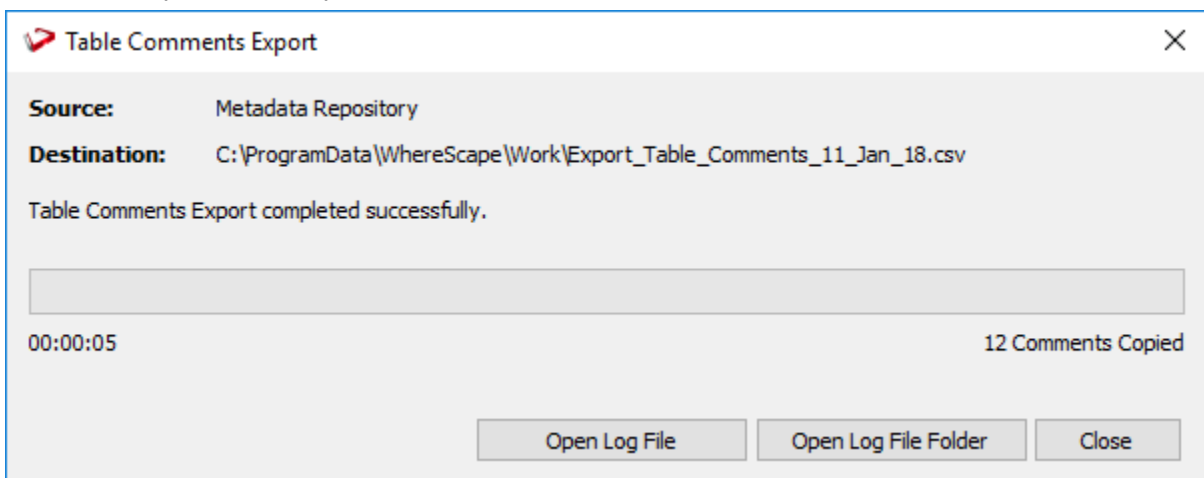 Table Comments Export
Source: Metadata Repository
Destination: C:\ProgramData\WhereScape\Work\Export_Table_Comments_11_Jan_18.csv
Table Comments Export completed successfully.
00:00:05 12 Comments Copied
Open Log File Open Log File Folder Close